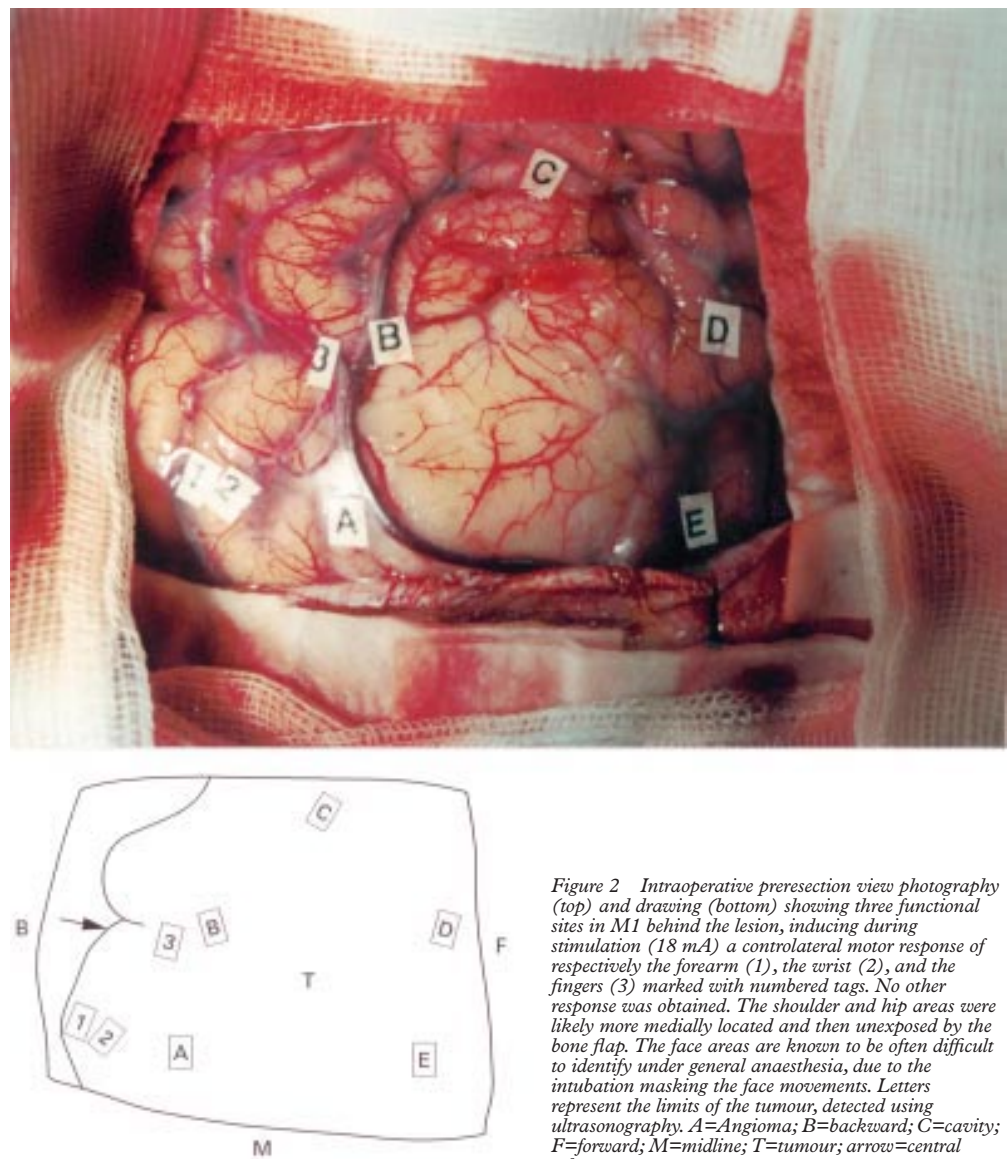 C
B
D
3
1 2
A
E
C
B
3
B
D
F
T
1
2
A
E
M
Figure 2 Intraoperative preresection view photography
(top) and drawing (bottom) showing three functional
sites in M1 behind the lesion, inducing during
stimulation (18 mA) a controlateral motor response of
respectively the forearm (1), the wrist (2), and the
fingers (3) marked with numbered tags. No other
response was obtained. The shoulder and hip areas were
likely more medially located and then unexposed by the
bone flap. The face areas are known to be often difficult
to identify under general anaesthesia, due to the
intubation masking the face movements. Letters
represent the limits of the tumour, detected using
ultrasonography. A=Angioma; B=backward; C=cavity;
F=forward; M=midline; T=tumour; arrow=central